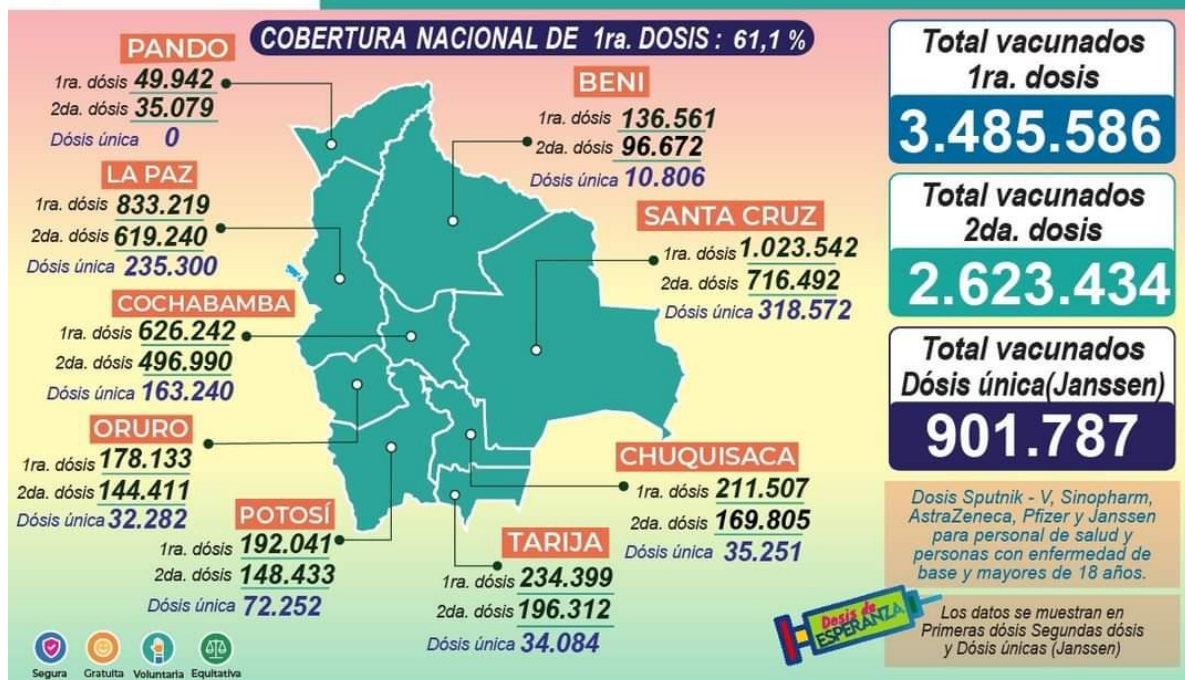 COBERTURA NACIONAL DE 1ra. DOSIS : 61,1 %
PANDO
1ra. dósis 49.942
2da. dósis 35.079
Dósis única 0
LA PAZ
1ra. dósis 833.219
2da. dósis 619.240
Dósis única 235.300
COCHABAMBA
1ra. dósis 626.242
2da. dósis 496.990
Dósis única 163.240
ORURO
1ra. dósis 178.133
2da. dósis 144.411
Dósis única 32.282
POTOSÍ
1ra. dósis 192.041
2da. dósis 148.433
Dósis única 72.252
BENI
1ra. dósis 136.561
2da. dósis 96.672
Dósis única 10.806
SANTA CRUZ
1ra. dósis 1.023.542
2da. dósis 716.492
Dósis única 318.572
CHUQUISACA
1ra. dósis 211.507
2da. dósis 169.805
Dósis única 35.251
TARIJA
1ra. dósis 234.399
2da. dósis 196.312
Dósis única 34.084
Total vacunados
1ra. dosis
3.485.586
Total vacunados
2da. dosis
2.623.434
Total vacunados
Dósis única(Janssen)
901.787
Dosis Sputnik - V, Sinopharm,
AstraZeneca, Pfizer y Janssen
para personal de salud y
personas con enfermedad de
base y mayores de 18 años.
Dosis de
ESPERANZA
Los datos se muestran en
Primeras dósis Segundas dósis
y Dósis únicas (Janssen)
Segura Gratuita Voluntaria Equitativa